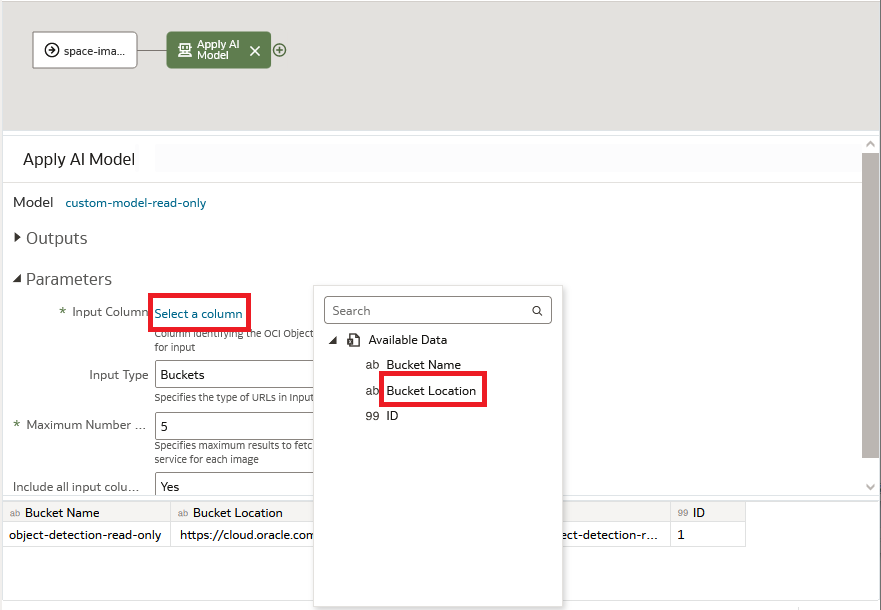 space-ima...
Apply AI
Model
Apply AI Model
Model custom-model-read-only
Outputs
Parameters
* Input Column Select a column
Column identifying the OCI Object
for input
Input Type Buckets
Specifies the type of URLs in Input
* Maximum Number ... 5
Specifies maximum results to fetc
service for each image
Include all input colu... Yes
Search
Available Data
ab Bucket Name
ab Bucket Location
99 ID
ab Bucket Name ab Bucket Location 99 ID
object-detection-read-only https://cloud.oracle.com ect-detection-r... 1